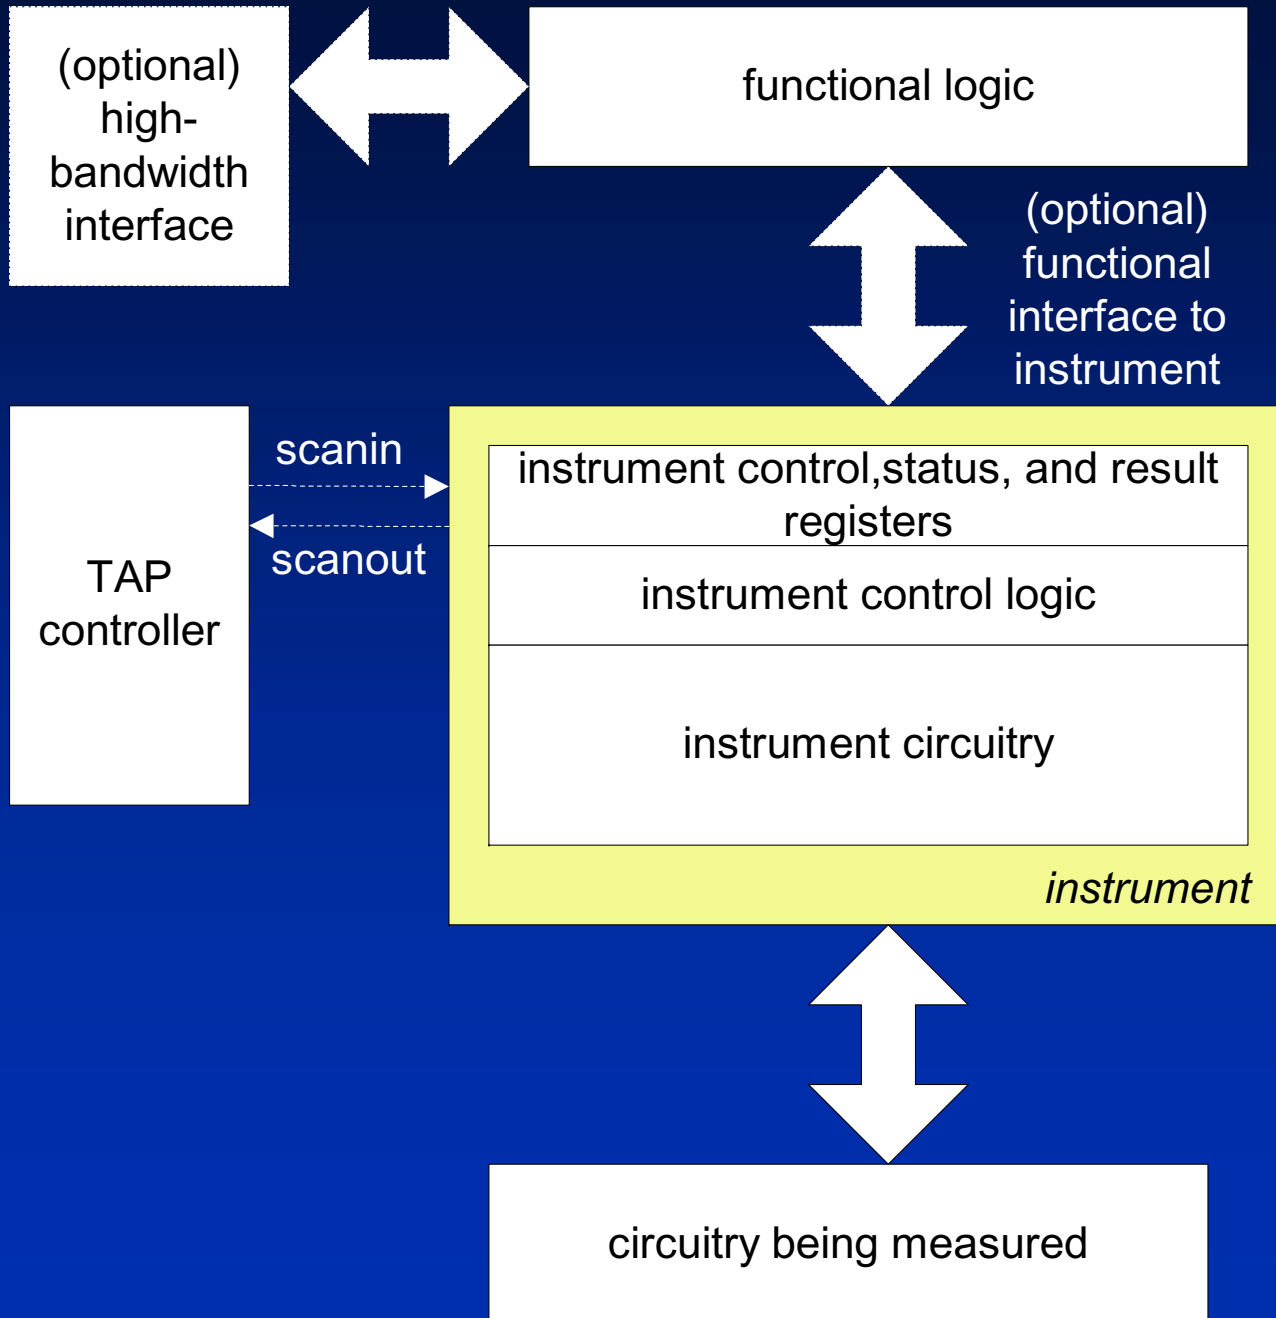 (optional)
high-
bandwidth
interface
functional logic
(optional)
functional
interface to
instrument
TAP
controller
scanin
scanout
instrument control,status, and result
registers
instrument control logic
instrument circuitry
instrument
circuitry being measured